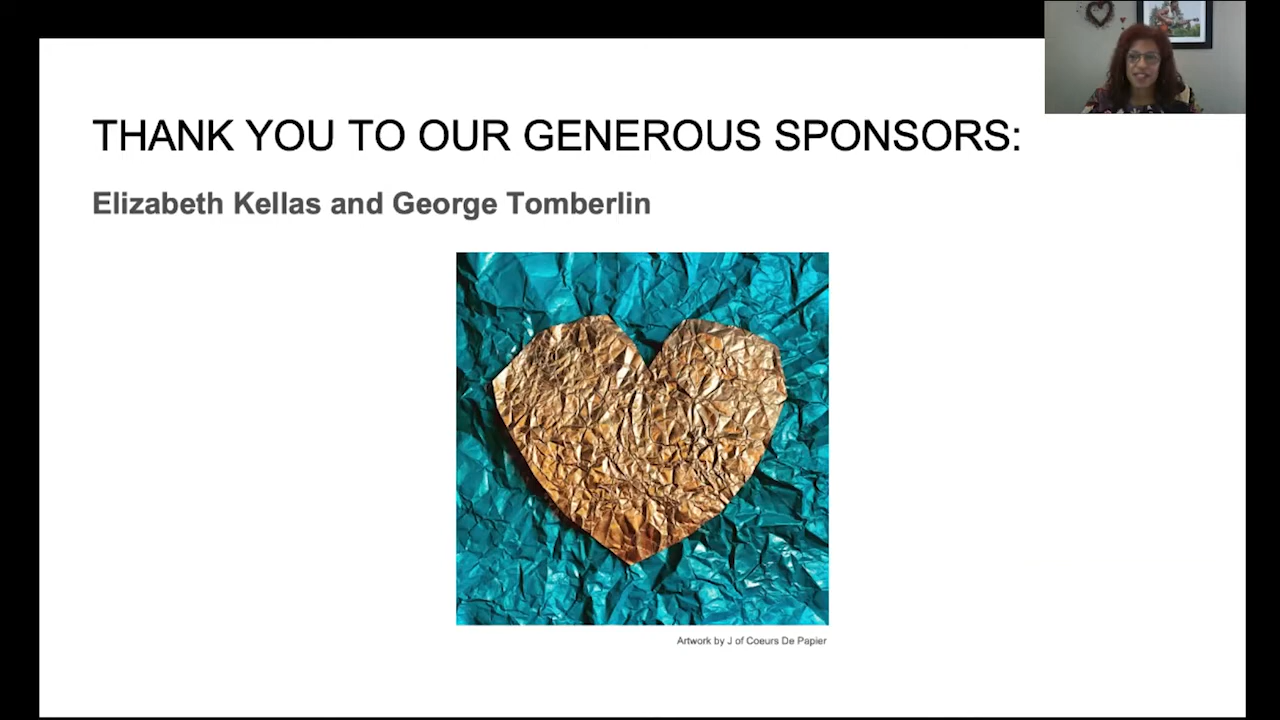 THANK YOU TO OUR GENEROUS SPONSORS:
Elizabeth Kellas and George Tomberlin
Artwork by J of Coeurs De Papier